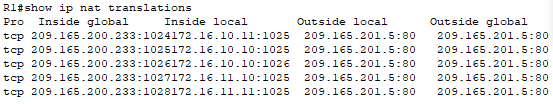 R1#show ip nat translations
Pro  Inside global  Inside local  Outside local  Outside global
tcp 209.165.200.233:1024172.16.10.11:1025 209.165.201.5:80 209.165.201.5:80
tcp 209.165.200.233:1025172.16.10.10:1025 209.165.201.5:80 209.165.201.5:80
tcp 209.165.200.233:1026172.16.10.10:1026 209.165.201.5:80 209.165.201.5:80
tcp 209.165.200.233:1027172.16.11.10:1025 209.165.201.5:80 209.165.201.5:80
tcp 209.165.200.233:1028172.16.10.11:1025 209.165.201.5:80 209.165.201.5:80